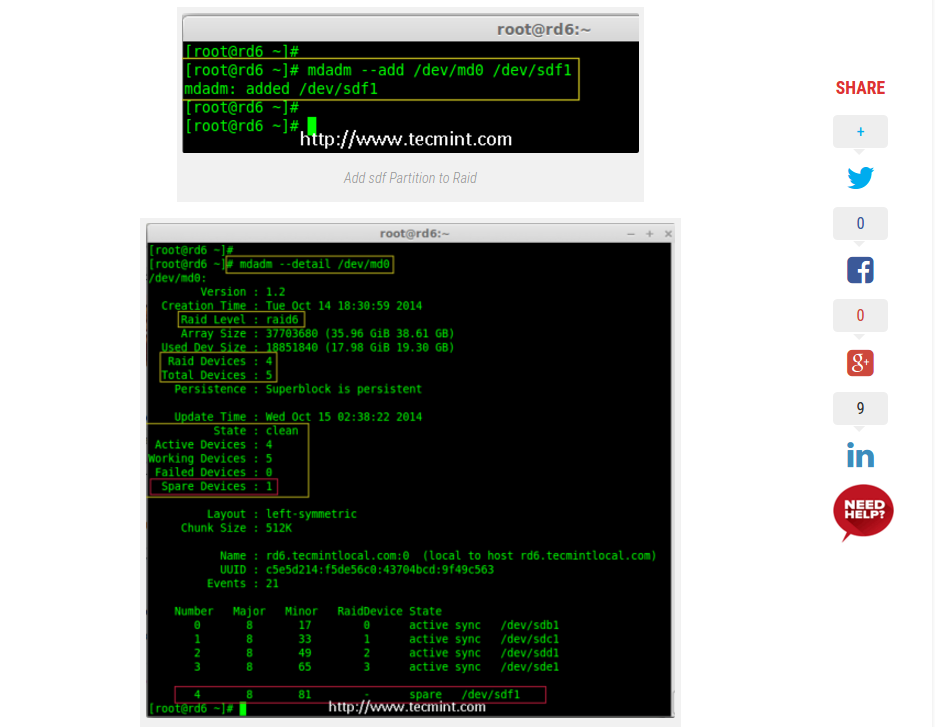 root@rd6:~
[root@rd6 ~]#
[root@rd6 ~]# mdadm --add /dev/md0 /dev/sdf1
mdadm: added /dev/sdf1
[root@rd6 ~]#
[root@rd6 ~]#
http://www.tecmint.com
Add sdf Partition to Raid
root@rd6:~
[root@rd6 ~]#
[root@rd6 ~]# mdadm --detail /dev/md0
/dev/md0:
Version : 1.2
Creation Time : Tue Oct 14 18:30:59 2014
Raid Level : raid6
Array Size : 37703680 (35.96 GiB 38.61 GB)
Used Dev Size : 18851840 (17.98 GiB 19.30 GB)
Raid Devices : 4
Total Devices : 5
Persistence : Superblock is persistent
Update Time : Wed Oct 15 02:38:22 2014
State : clean
Active Devices : 4
Working Devices : 5
Failed Devices : 0
Spare Devices : 1
Layout : left-symmetric
Chunk Size : 512K
Name : rd6.tecmintlocal.com:0 (local to host rd6.tecmintlocal.com)
UUID : c5e5d214:f5de56c0:43704bcd:9f49c563
Events : 21
Number Major Minor RaidDevice State
0 8 17 0 active sync /dev/sdb1
1 8 33 1 active sync /dev/sdc1
2 8 49 2 active sync /dev/sdd1
3 8 65 3 active sync /dev/sde1
4 8 81 - spare /dev/sdf1
[root@rd6 ~]#
http://www.tecmint.com
SHARE
+
0
0
g+
9
in
NEED
HELP?